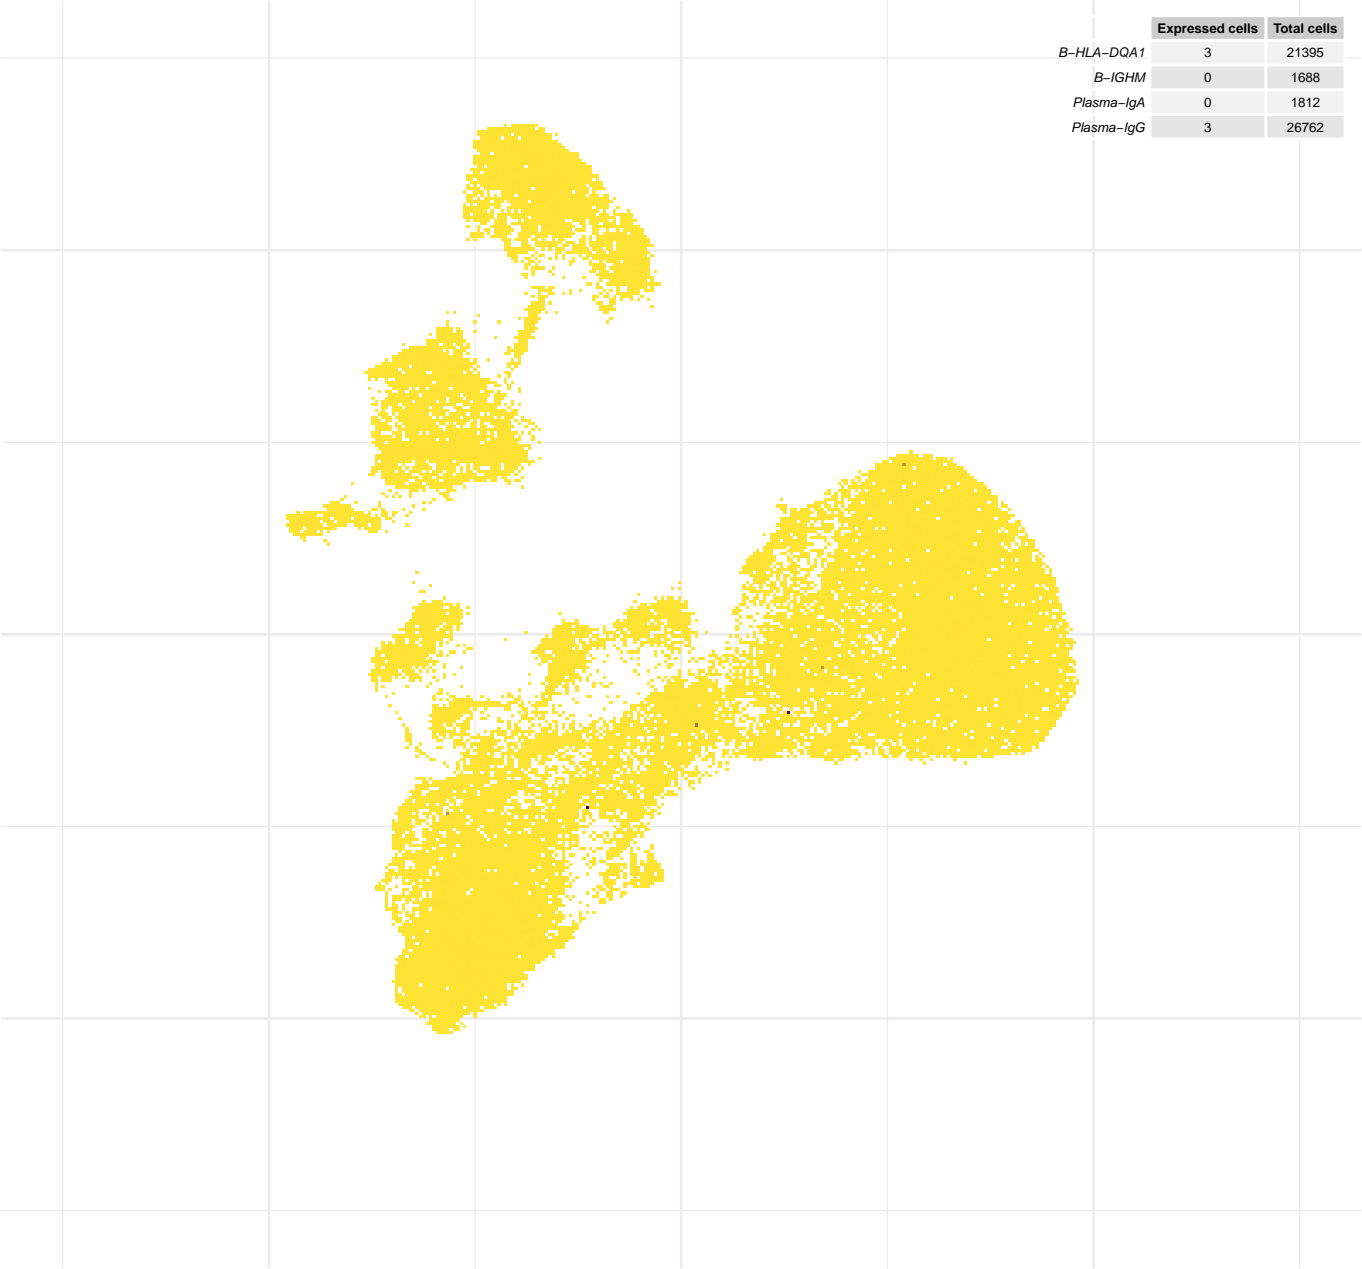 Expressed cells Total cells
B−HLA−DQA1 3 21395
B−IGHM 0 1688
Plasma−IgA 0 1812
Plasma−IgG 3 26762